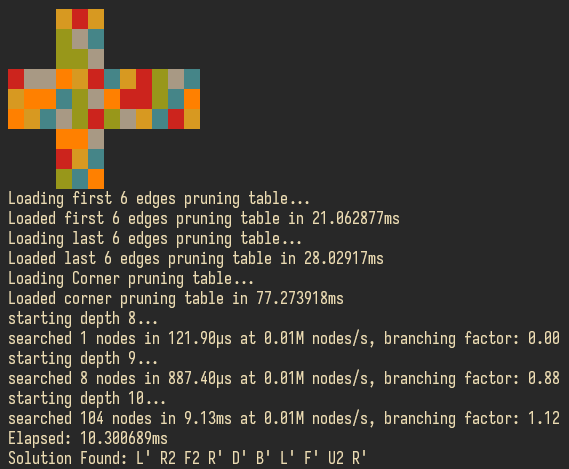 Loading first 6 edges pruning table...
Loaded first 6 edges pruning table in 21.062877ms
Loading last 6 edges pruning table...
Loaded last 6 edges pruning table in 28.02917ms
Loading Corner pruning table...
Loaded corner pruning table in 77.273918ms
starting depth 8...
searched 1 nodes in 121.90µs at 0.01M nodes/s, branching factor: 0.00
starting depth 9...
searched 8 nodes in 887.40µs at 0.01M nodes/s, branching factor: 0.88
starting depth 10...
searched 104 nodes in 9.13ms at 0.01M nodes/s, branching factor: 1.12
Elapsed: 10.300689ms
Solution Found: L' R2 F2 R' D' B' L' F' U2 R'